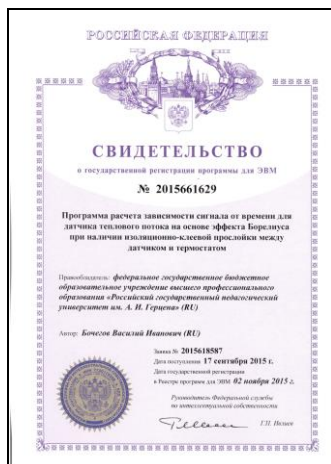 РОССИЙСКАЯ ФЕДЕРАЦИЯ
СВИДЕТЕЛЬСТВО
о государственной регистрации программы для ЭВМ
№ 2015661629
Программа расчета зависимости сигнала от времени для
датчика теплового потока на основе эффекта Борелиуса
при наличии изоляционно-клеевой прослойки между
датчиком и термостатом
Правообладатель: федеральное государственное бюджетное
образовательное учреждение высшего профессионального
образования «Российский государственный педагогический
университет им. А. И. Герцена» (RU)
Автор: Бочегов Василий Иванович (RU)
Заявка № 2015618587
Дата поступления 17 сентября 2015 г.
Дата государственной регистрации
в Реестре программ для ЭВМ 02 ноября 2015 г.
Руководитель Федеральной службы
по интеллектуальной собственности
Г.П. Ивлиев